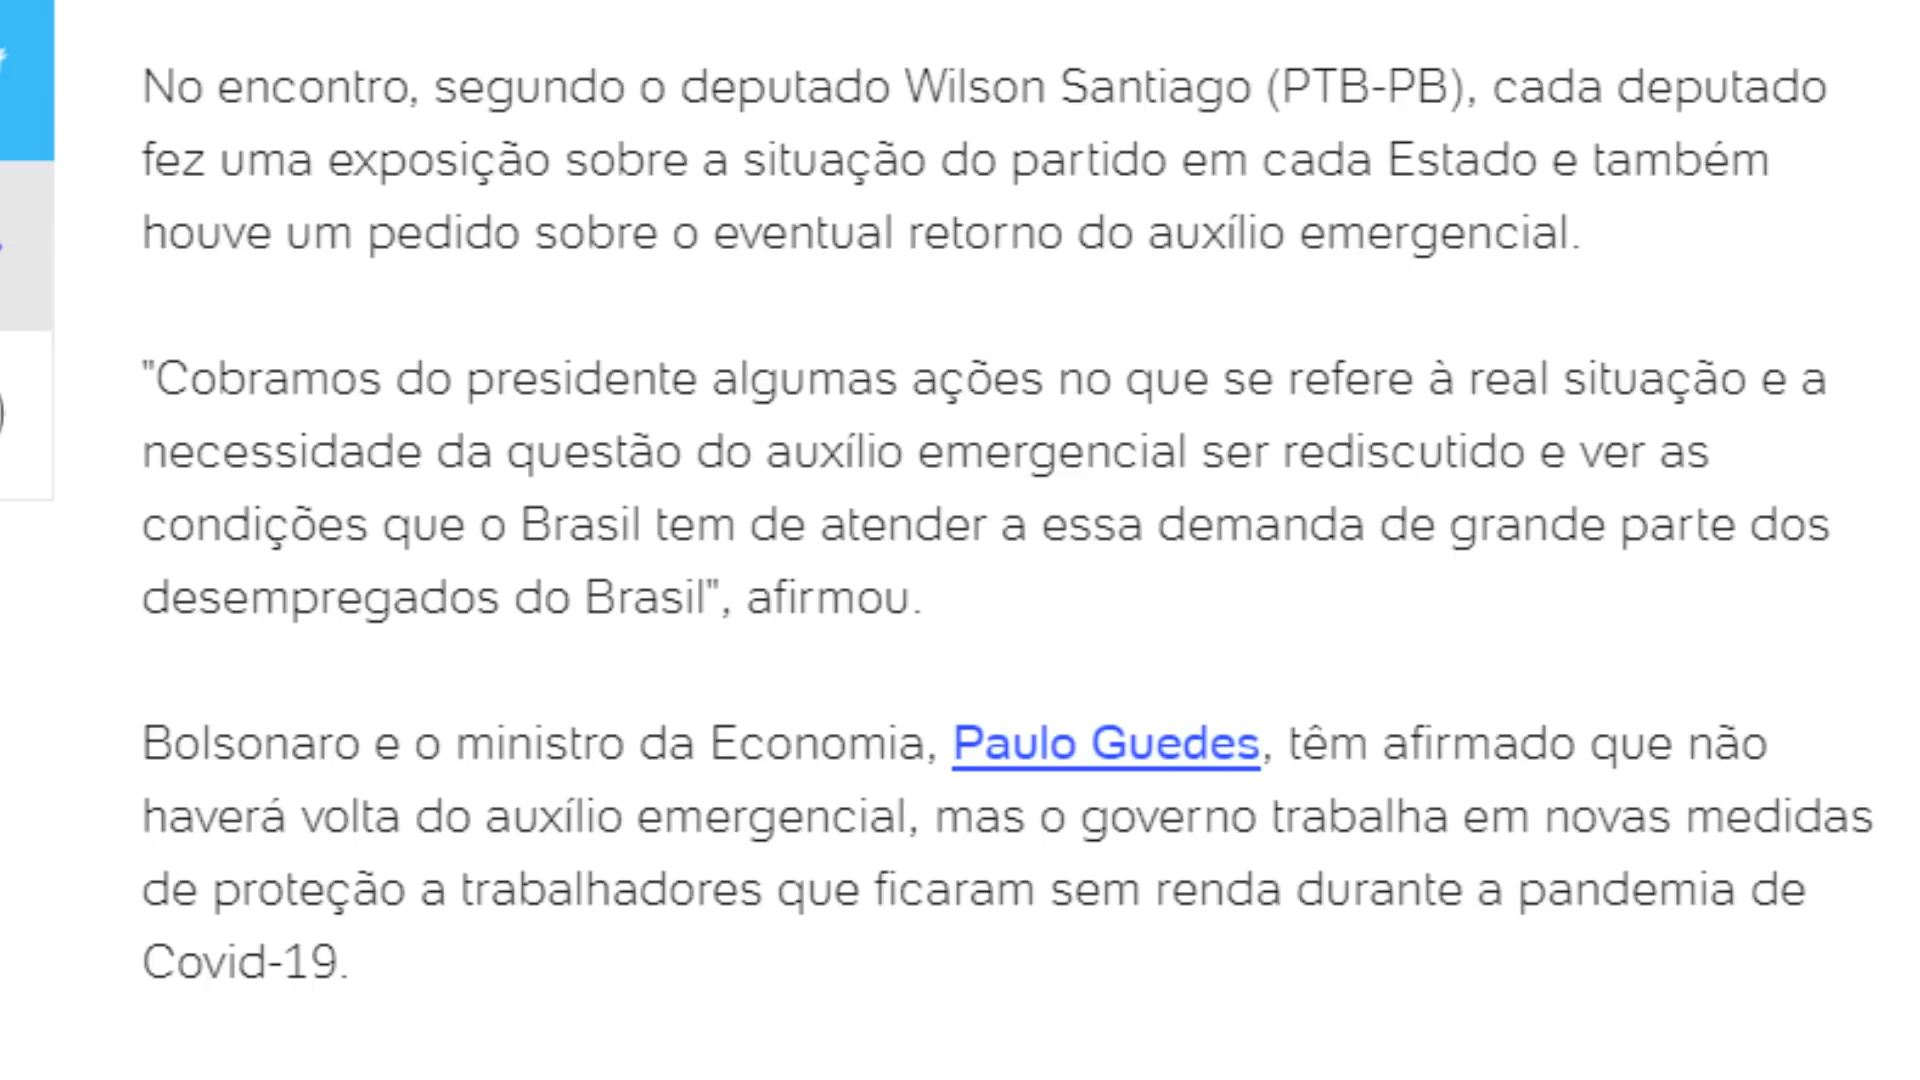 No encontro, segundo o deputado Wilson Santiago (PTB-PB), cada deputado
fez uma exposição sobre a situação do partido em cada Estado e também
houve um pedido sobre o eventual retorno do auxílio emergencial.
"Cobramos do presidente algumas ações no que se refere à real situação e a
necessidade da questão do auxílio emergencial ser rediscutido e ver as
condições que o Brasil tem de atender a essa demanda de grande parte dos
desempregados do Brasil", afirmou.
Bolsonaro e o ministro da Economia, Paulo Guedes, têm afirmado que não
haverá volta do auxílio emergencial, mas o governo trabalha em novas medidas
de proteção a trabalhadores que ficaram sem renda durante a pandemia de
Covid-19.